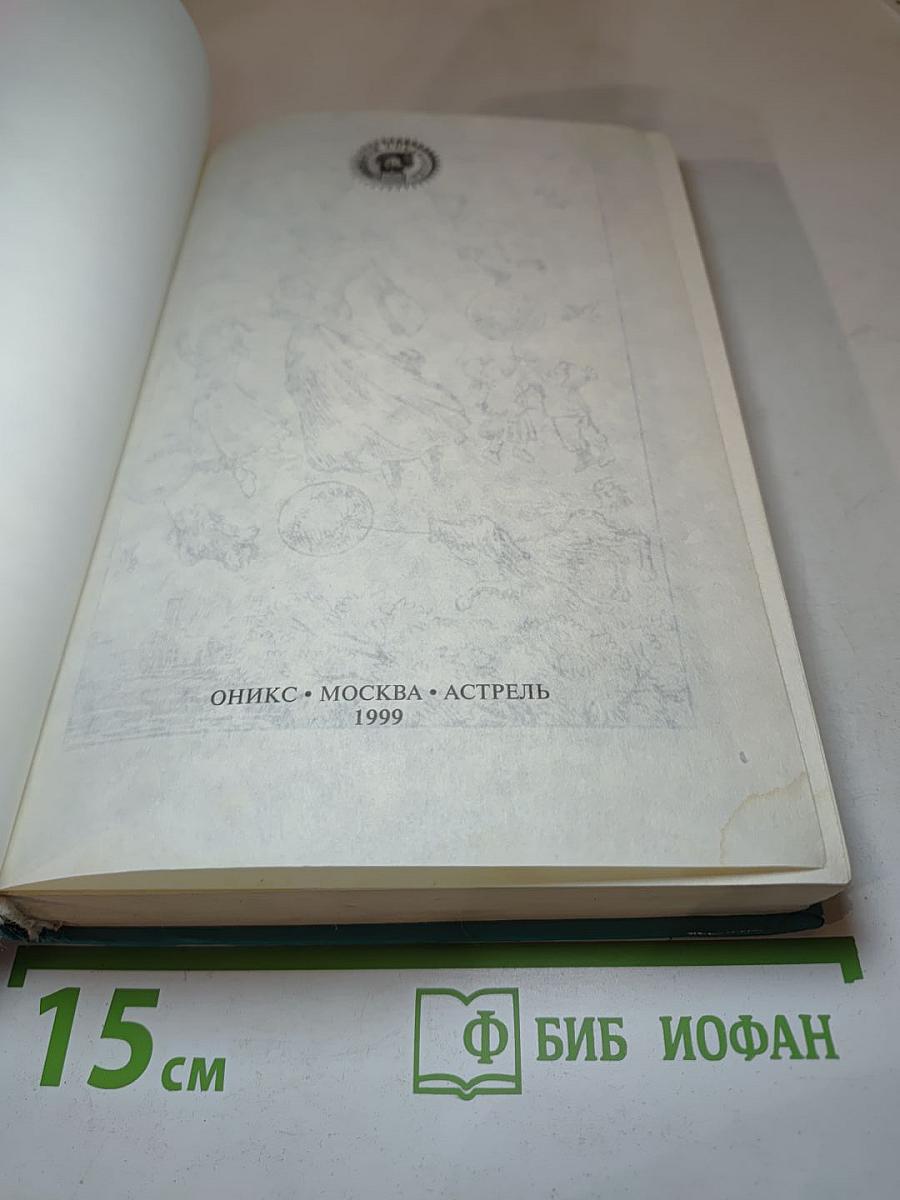 ОНИКС • МОСКВА • АСТРЕЛЬ
1999
15 см
Ф БИБ ИОФАН